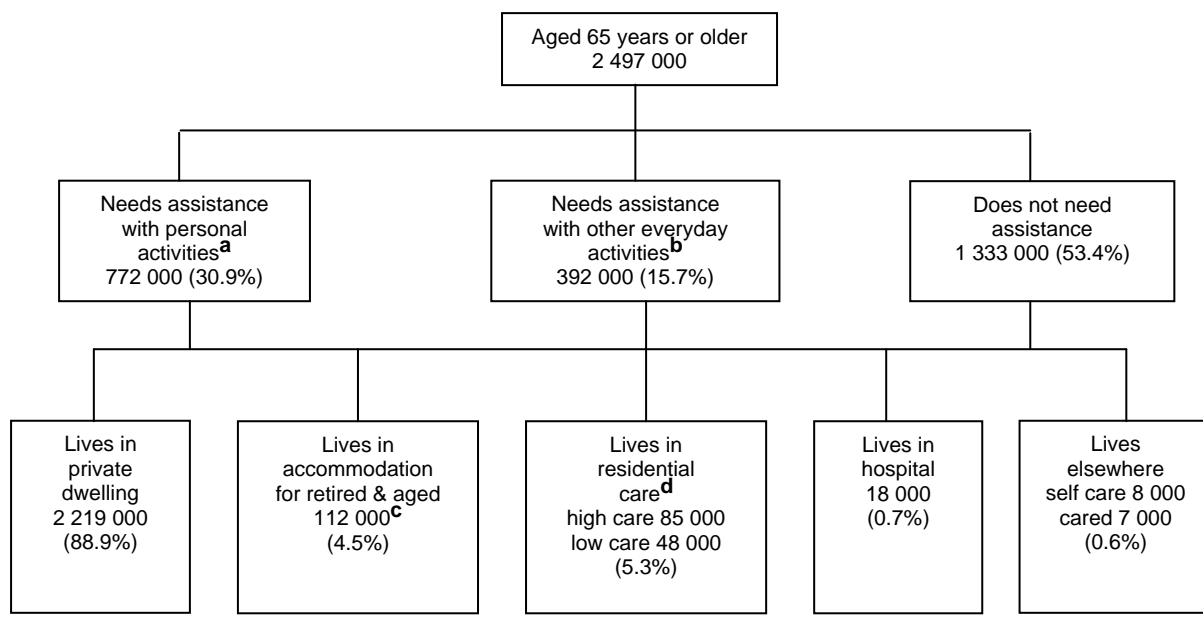 Aged 65 years or older
2 497 000
Needs assistance
with personal
activitiesa
772 000 (30.9%)
Needs assistance
with other everyday
activitiesb
392 000 (15.7%)
Does not need
assistance
1 333 000 (53.4%)
Lives in
private
dwelling
2 219 000
(88.9%)
Lives in
accommodation
for retired & aged
112 000c
(4.5%)
Lives in
residential
cared
high care 85 000
low care 48 000
(5.3%)
Lives in
hospital
18 000
(0.7%)
Lives
elsewhere
self care 8 000
cared 7 000
(0.6%)